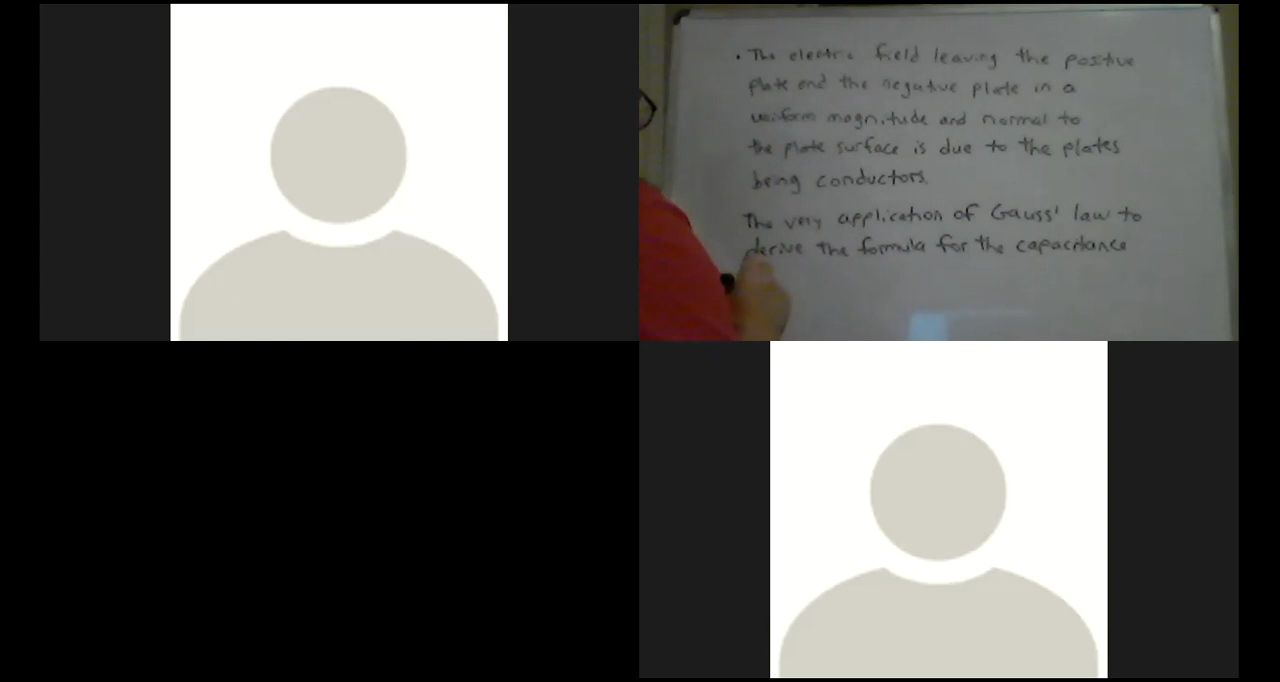 • The electric field leaving the positive
plate and the negative plate in a
uniform magnitude and normal to
the plate surface is due to the plates
being conductors.
The very application of Gauss' law to
derive the formula for the capacitance